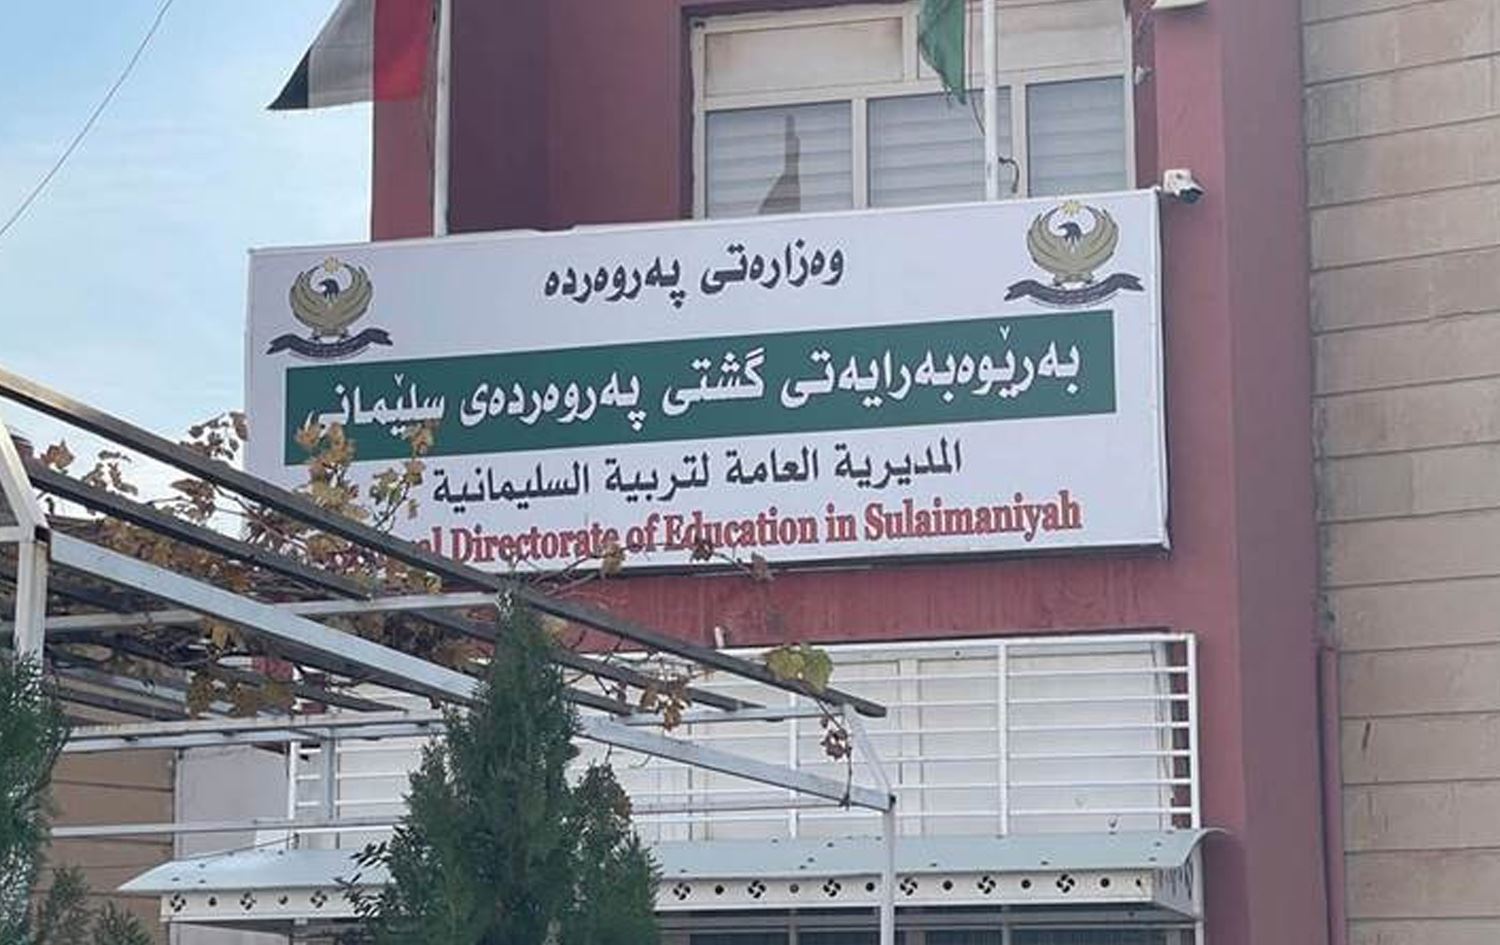 وەزارەتی پەروەردە
بەڕێوەبەرایەتی گشتی پەروەردەی سلێمانی
المديرية العامة لتربية السليمانية
Directorate of Education in Sulaimaniyah